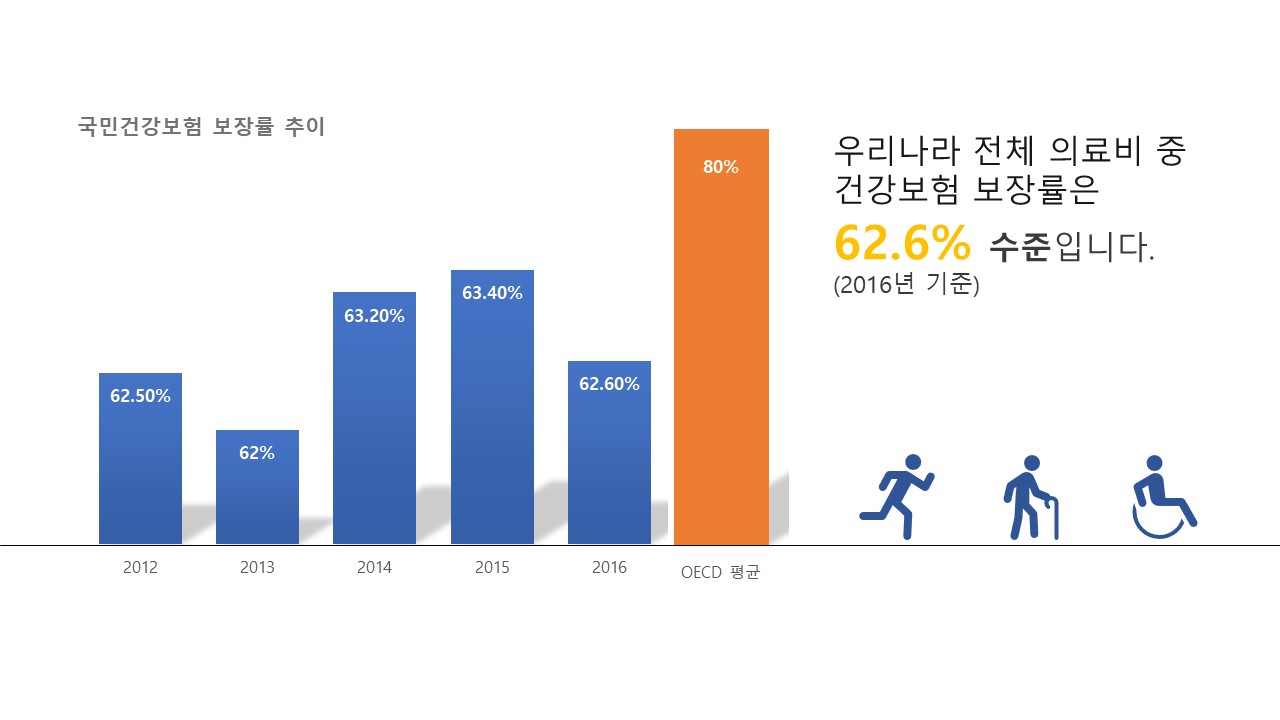 국민건강보험 보장률 추이
62.50%
62%
63.20%
63.40%
62.60%
80%
2012
2013
2014
2015
2016
OECD 평균
우리나라 전체 의료비 중
건강보험 보장률은
62.6% 수준입니다.
(2016년 기준)